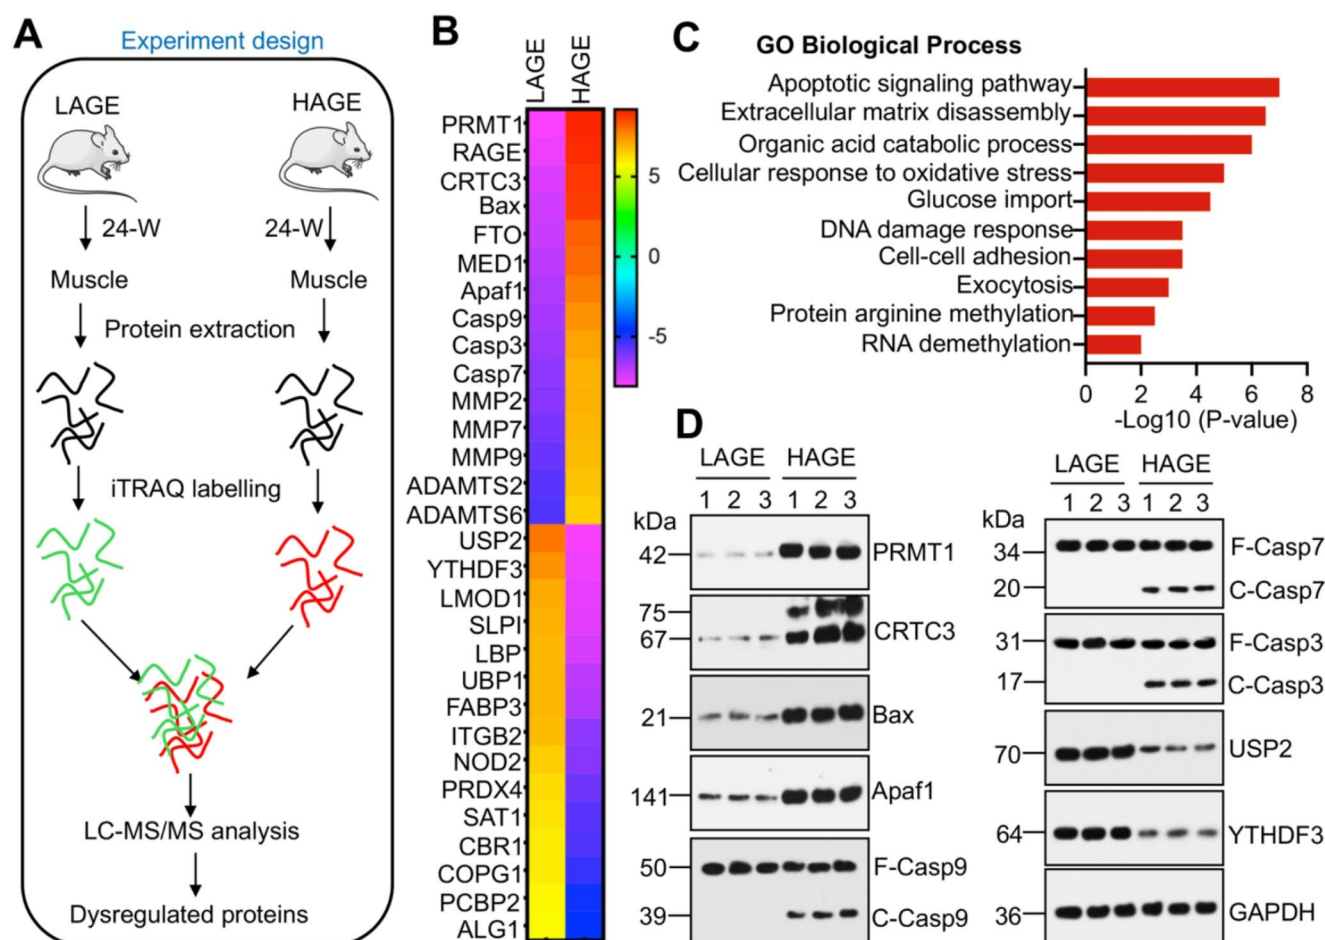 A
Experiment design
LAGE
HAGE
24-W
24-W
Muscle
Muscle
Protein extraction
iTRAQ labelling
LC-MS/MS analysis
Dysregulated proteins
B
LAGE
HAGE
PRMT1
RAGE
CRTC3
Bax
FTO
MED1
Apaf1
Casp9
Casp3
Casp7
MMP2
MMP7
MMP9
ADAMTS2
ADAMTS6
USP2
YTHDF3
LMOD1
SLPI
LBP
UBP1
FABP3
ITGB2
NOD2
PRDX4
SAT1
CBR1
COPG1
PCBP2
ALG1
5
0
-5
C
GO Biological Process
Apoptotic signaling pathway
Extracellular matrix disassembly
Organic acid catabolic process
Cellular response to oxidative stress
Glucose import
DNA damage response
Cell-cell adhesion
Exocytosis
Protein arginine methylation
RNA demethylation
0 2 4 6 8
-Log10 (P-value)
D
LAGE HAGE
1 2 3 1 2 3
kDa
42 PRMT1
75
67 CRTC3
21 Bax
141 Apaf1
50 F-Casp9
39 C-Casp9
LAGE HAGE
1 2 3 1 2 3
kDa
34 F-Casp7
20 C-Casp7
31 F-Casp3
17 C-Casp3
70 USP2
64 YTHDF3
36 GAPDH